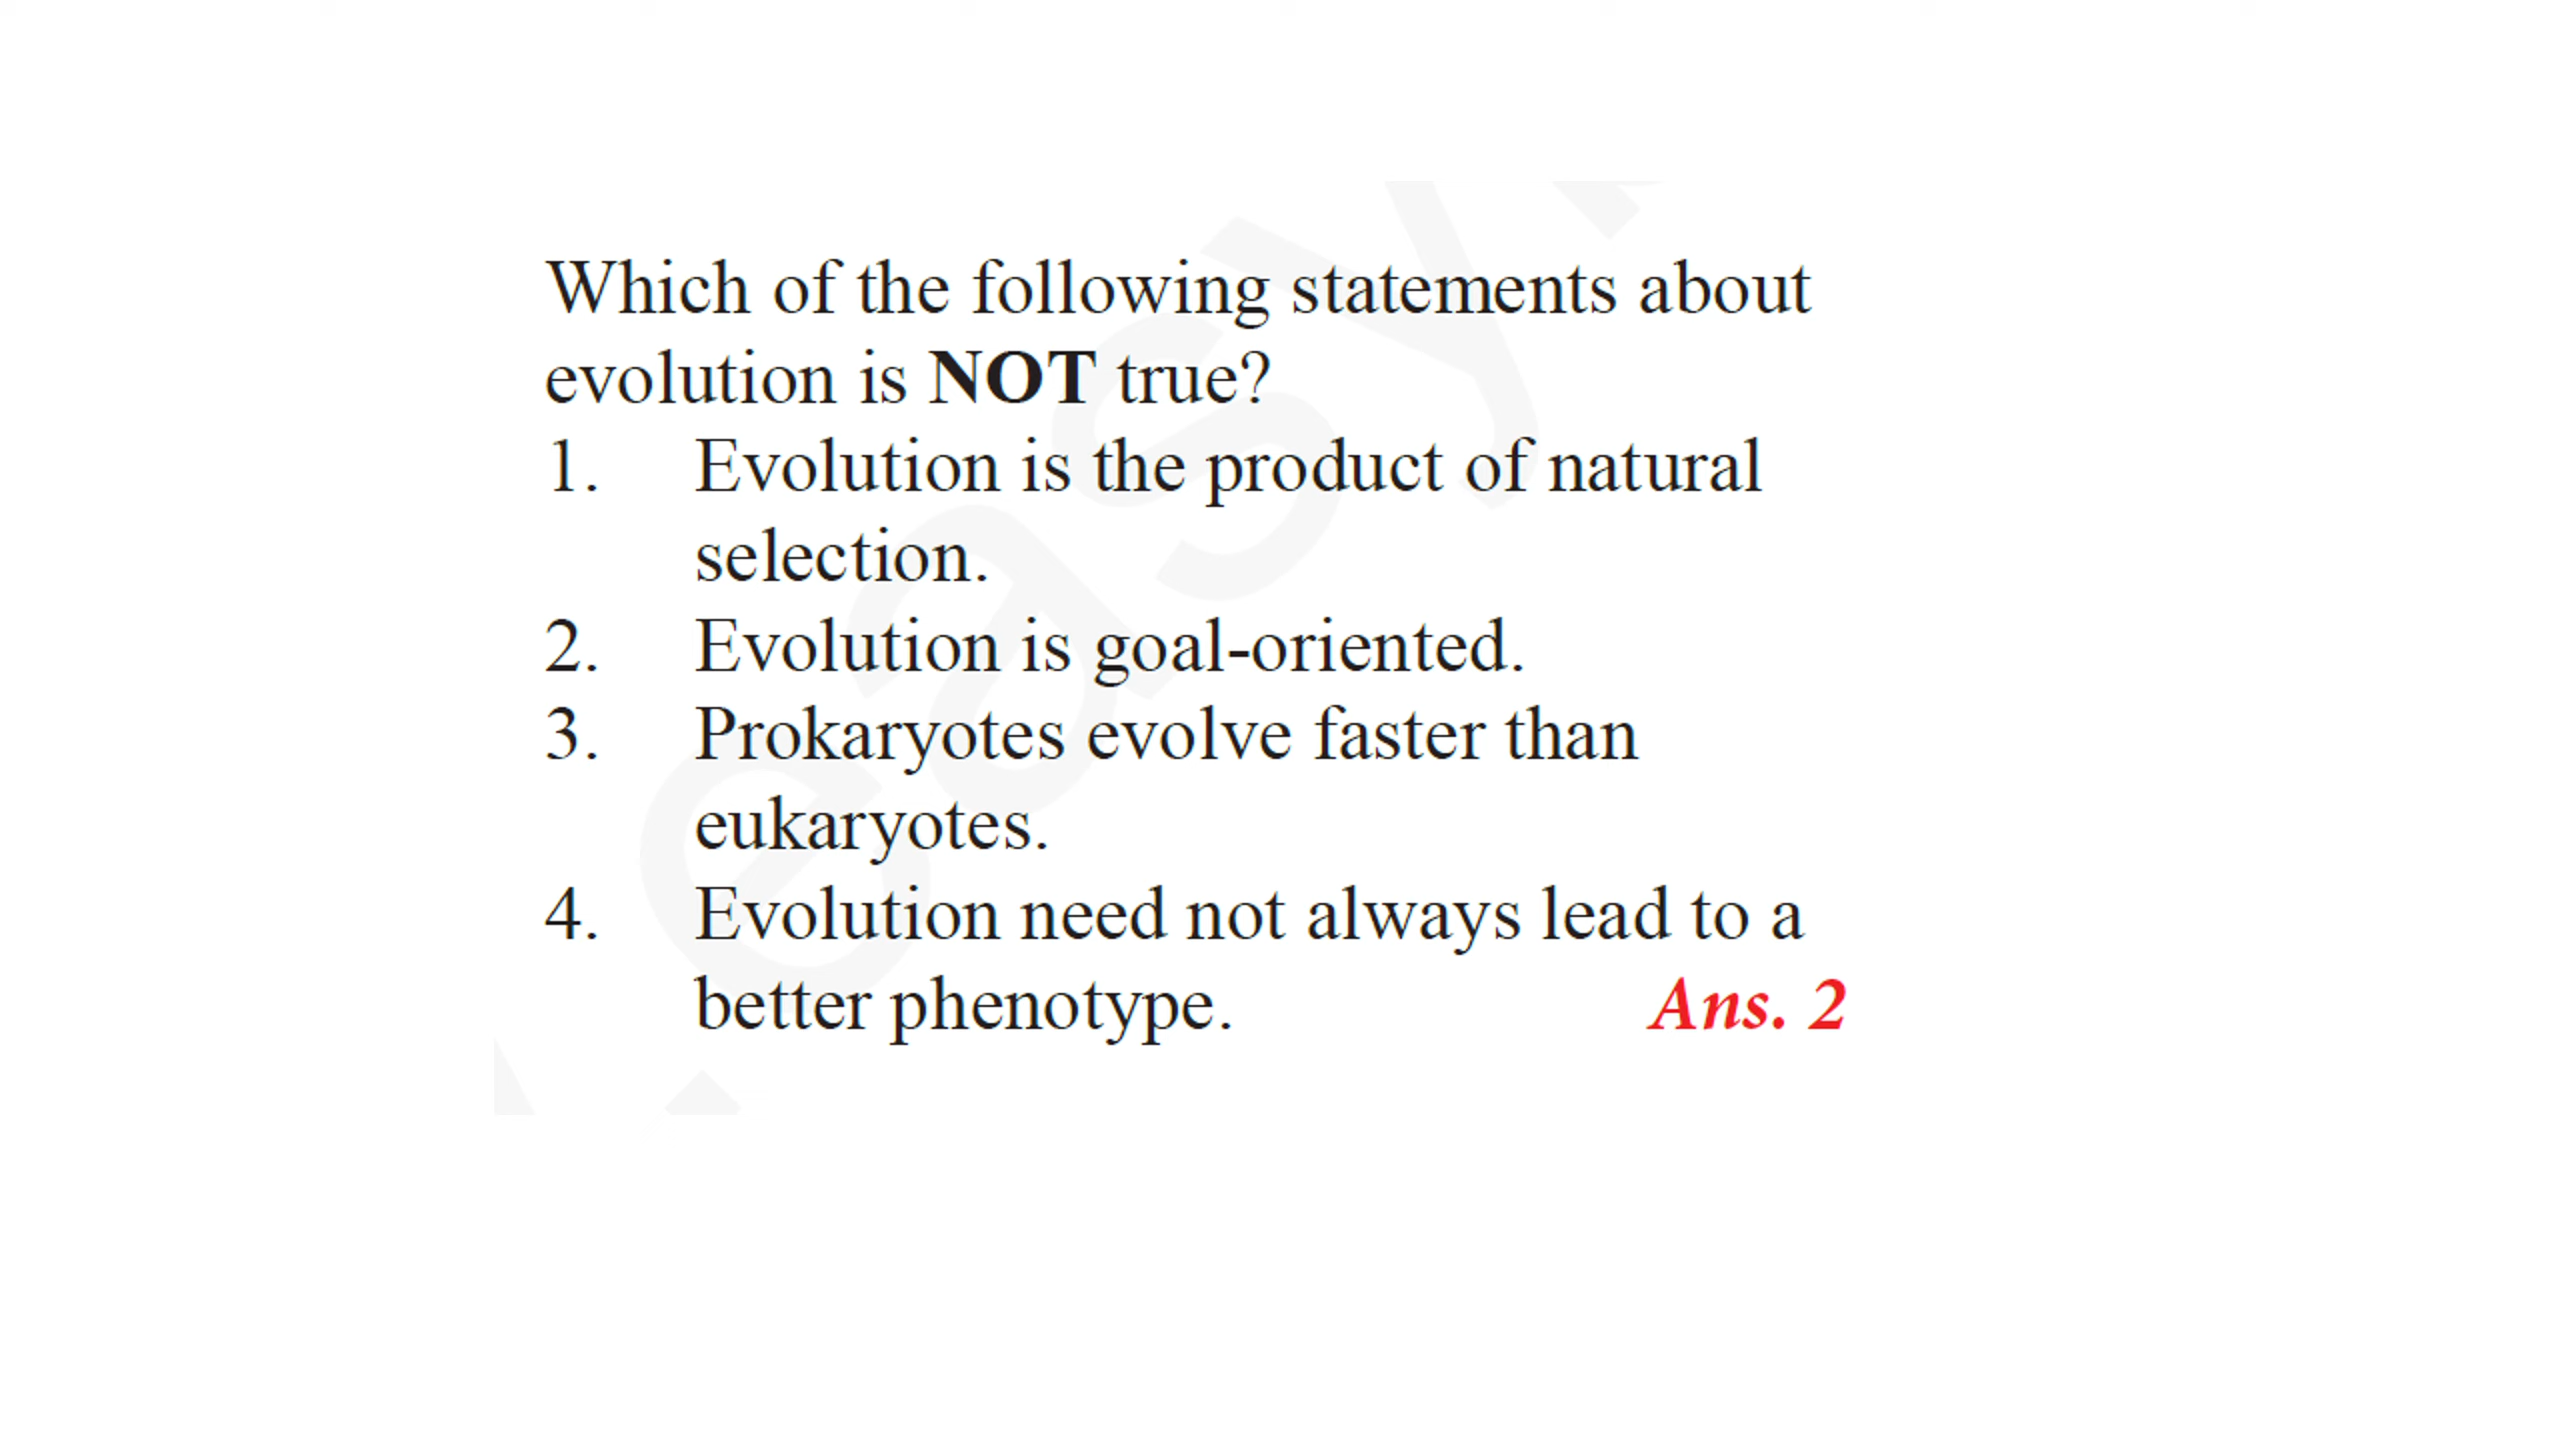 Which of the following statements about
evolution is NOT true?
1. Evolution is the product of natural
selection.
2. Evolution is goal-oriented.
3. Prokaryotes evolve faster than
eukaryotes.
4. Evolution need not always lead to a
better phenotype. Ans. 2
easy